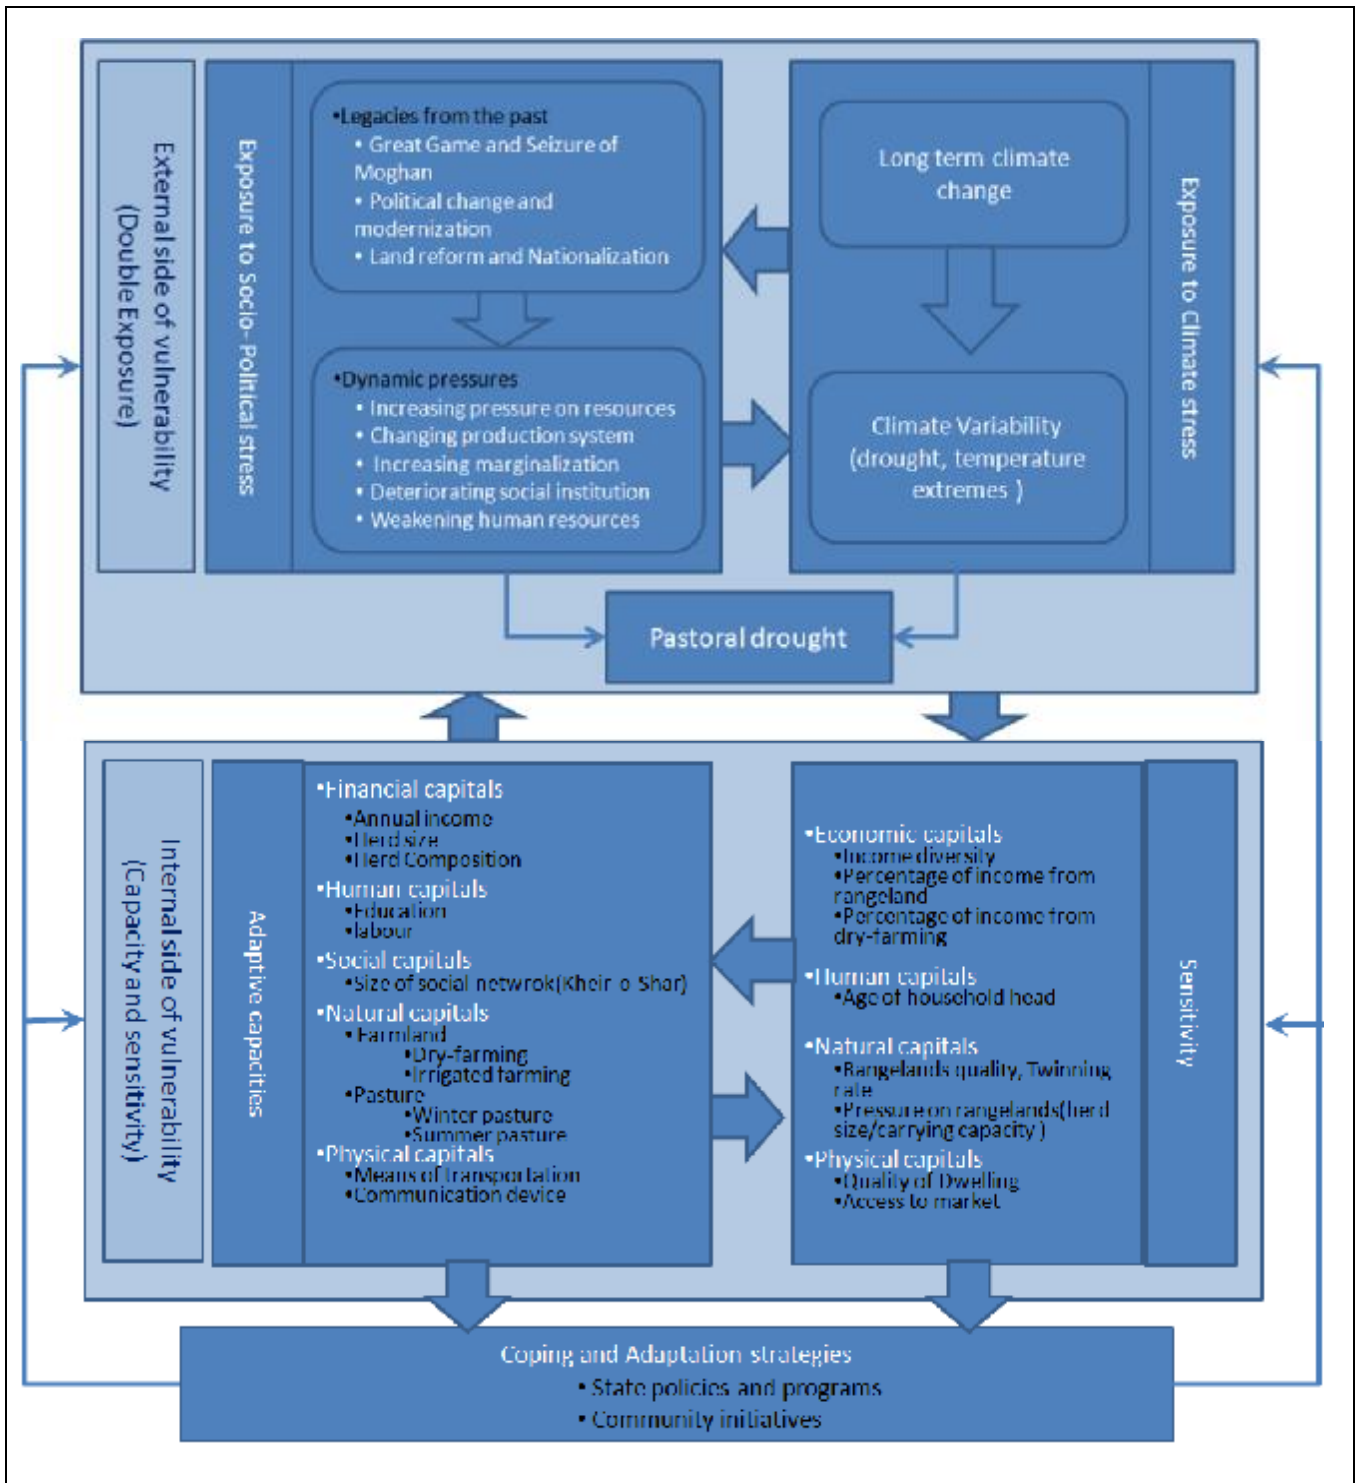 External side of vulnerability
(Double Exposure)
Exposure to Socio- Political stress
•Legacies from the past
• Great Game and Seizure of
Moghan
• Political change and
modernization
• Land reform and Nationalization
•Dynamic pressures
• Increasing pressure on resources
• Changing production system
• Increasing marginalization
• Deteriorating social institution
• Weakening human resources
Long term climate
change
Climate Variability
(drought, temperature
extremes )
Exposure to Climate stress
Pastoral drought
Internal side of vulnerability
(Capacity and sensitivity)
Adaptive capacities
•Financial capitals
•Annual income
•Herd size
•Herd Composition
•Human capitals
•Education
•labour
•Social capitals
•Size of social netwrok(Kheir-o-Shar)
•Natural capitals
• Farmland
•Dry-farming
•Irrigated farming
•Pasture
•Winter pasture
•Summer pasture
•Physical capitals
•Means of transportation
•Communication device
•Economic capitals
•Income diversity
•Percentage of income from
rangeland
•Percentage of income from
dry-farming
•Human capitals
•Age of household head
•Natural capitals
•Rangelands quality, Twinning
rate
•Pressure on rangelands(herd
size/carrying capacity )
•Physical capitals
•Quality of Dwelling
•Access to market
Sensitivity
Coping and Adaptation strategies
• State policies and programs
• Community initiatives